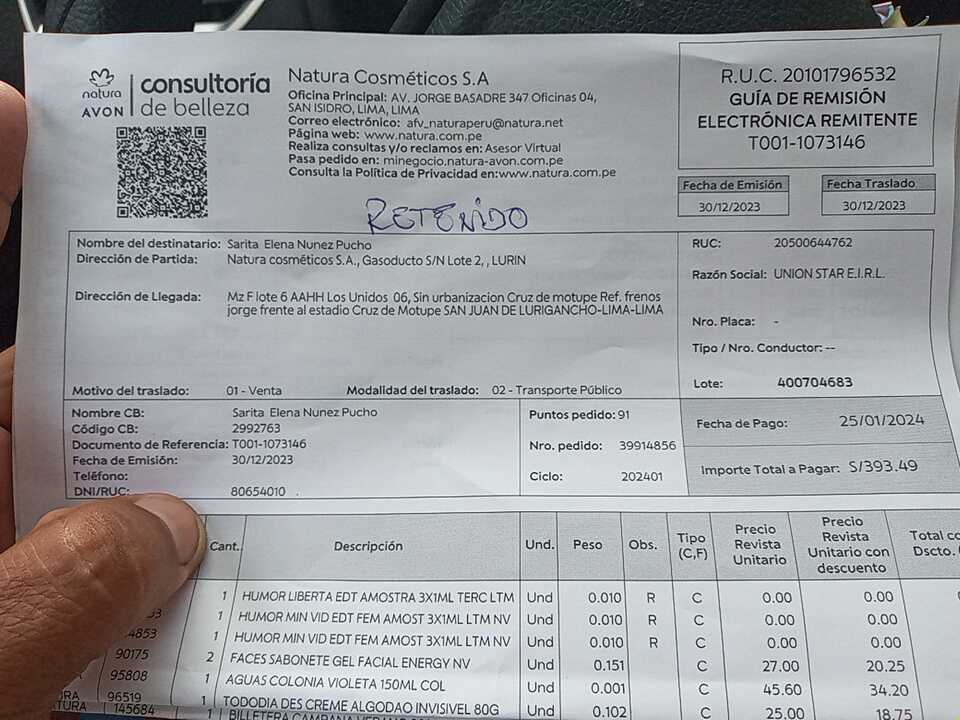 natura
AVON
consultoría
de belleza
Natura Cosméticos S.A
Oficina Principal: AV. JORGE BASADRE 347 Oficinas 04,
SAN ISIDRO, LIMA, LIMA
Correo electrónico: afv_naturaperu@natura.net
Página web: www.natura.com.pe
Realiza consultas y/o reclamos en: Asesor Virtual
Pasa pedido en: minegocio.natura-avon.com.pe
Consulta la Política de Privacidad en:www.natura.com.pe
R.U.C. 20101796532
GUÍA DE REMISIÓN
ELECTRÓNICA REMITENTE
T001-1073146
Fecha de Emisión
30/12/2023
Fecha Traslado
30/12/2023
RETENIDO
Nombre del destinatario: Sarita Elena Nunez Pucho
Dirección de Partida: Natura cosméticos S.A., Gasoducto S/N Lote 2, , LURIN
Dirección de Llegada: Mz F lote 6 AAHH Los Unidos 06, Sin urbanizacion Cruz de motupe Ref. frenos
jorge frente al estadio Cruz de Motupe SAN JUAN DE LURIGANCHO-LIMA-LIMA
Motivo del traslado: 01 - Venta Modalidad del traslado: 02 - Transporte Público
RUC: 20500644762
Razón Social: UNION STAR E.I.R.L.
Nro. Placa: -
Tipo / Nro. Conductor: --
Lote: 400704683
Nombre CB: Sarita Elena Nunez Pucho
Código CB: 2992763
Documento de Referencia: T001-1073146
Fecha de Emisión: 30/12/2023
Teléfono:
DNI/RUC: 80654010 .
Puntos pedido: 91
Nro. pedido: 39914856
Ciclo: 202401
Fecha de Pago: 25/01/2024
Importe Total a Pagar: S/393.49
Cant. Descripción Und. Peso Obs. Tipo (C,F) Precio Revista Unitario Precio Revista Unitario con descuento Total Dscto.
1 HUMOR LIBERTA EDT AMOSTRA 3X1ML TERC LTM Und 0.010 R C 0.00 0.00
1 HUMOR MIN VID EDT FEM AMOST 3X1ML LTM NV Und 0.010 R C 0.00 0.00
1 HUMOR MIN VID EDT FEM AMOST 3X1ML LTM NV Und 0.010 R C 0.00 0.00
90175 2 FACES SABONETE GEL FACIAL ENERGY NV Und 0.151 C 27.00 20.25
95808 1 AGUAS COLONIA VIOLETA 150ML COL Und 0.001 C 45.60 34.20
96519 1 TODODIA DES CREME ALGODAO INVISIVEL 80G Und 0.102 C 25.00 18.75
145684 1 BILLETERA CAMPANA